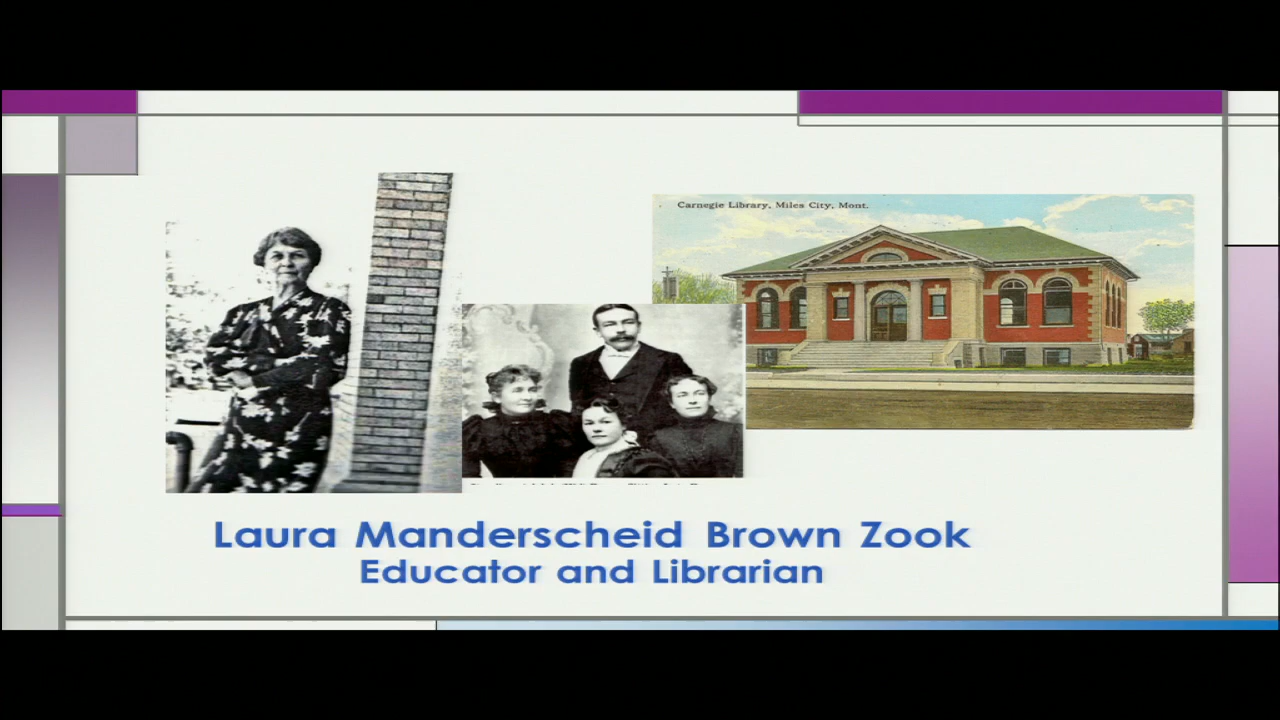 Carnegie Library, Miles City, Mont.
Laura Manderscheid Brown Zook
Educator and Librarian